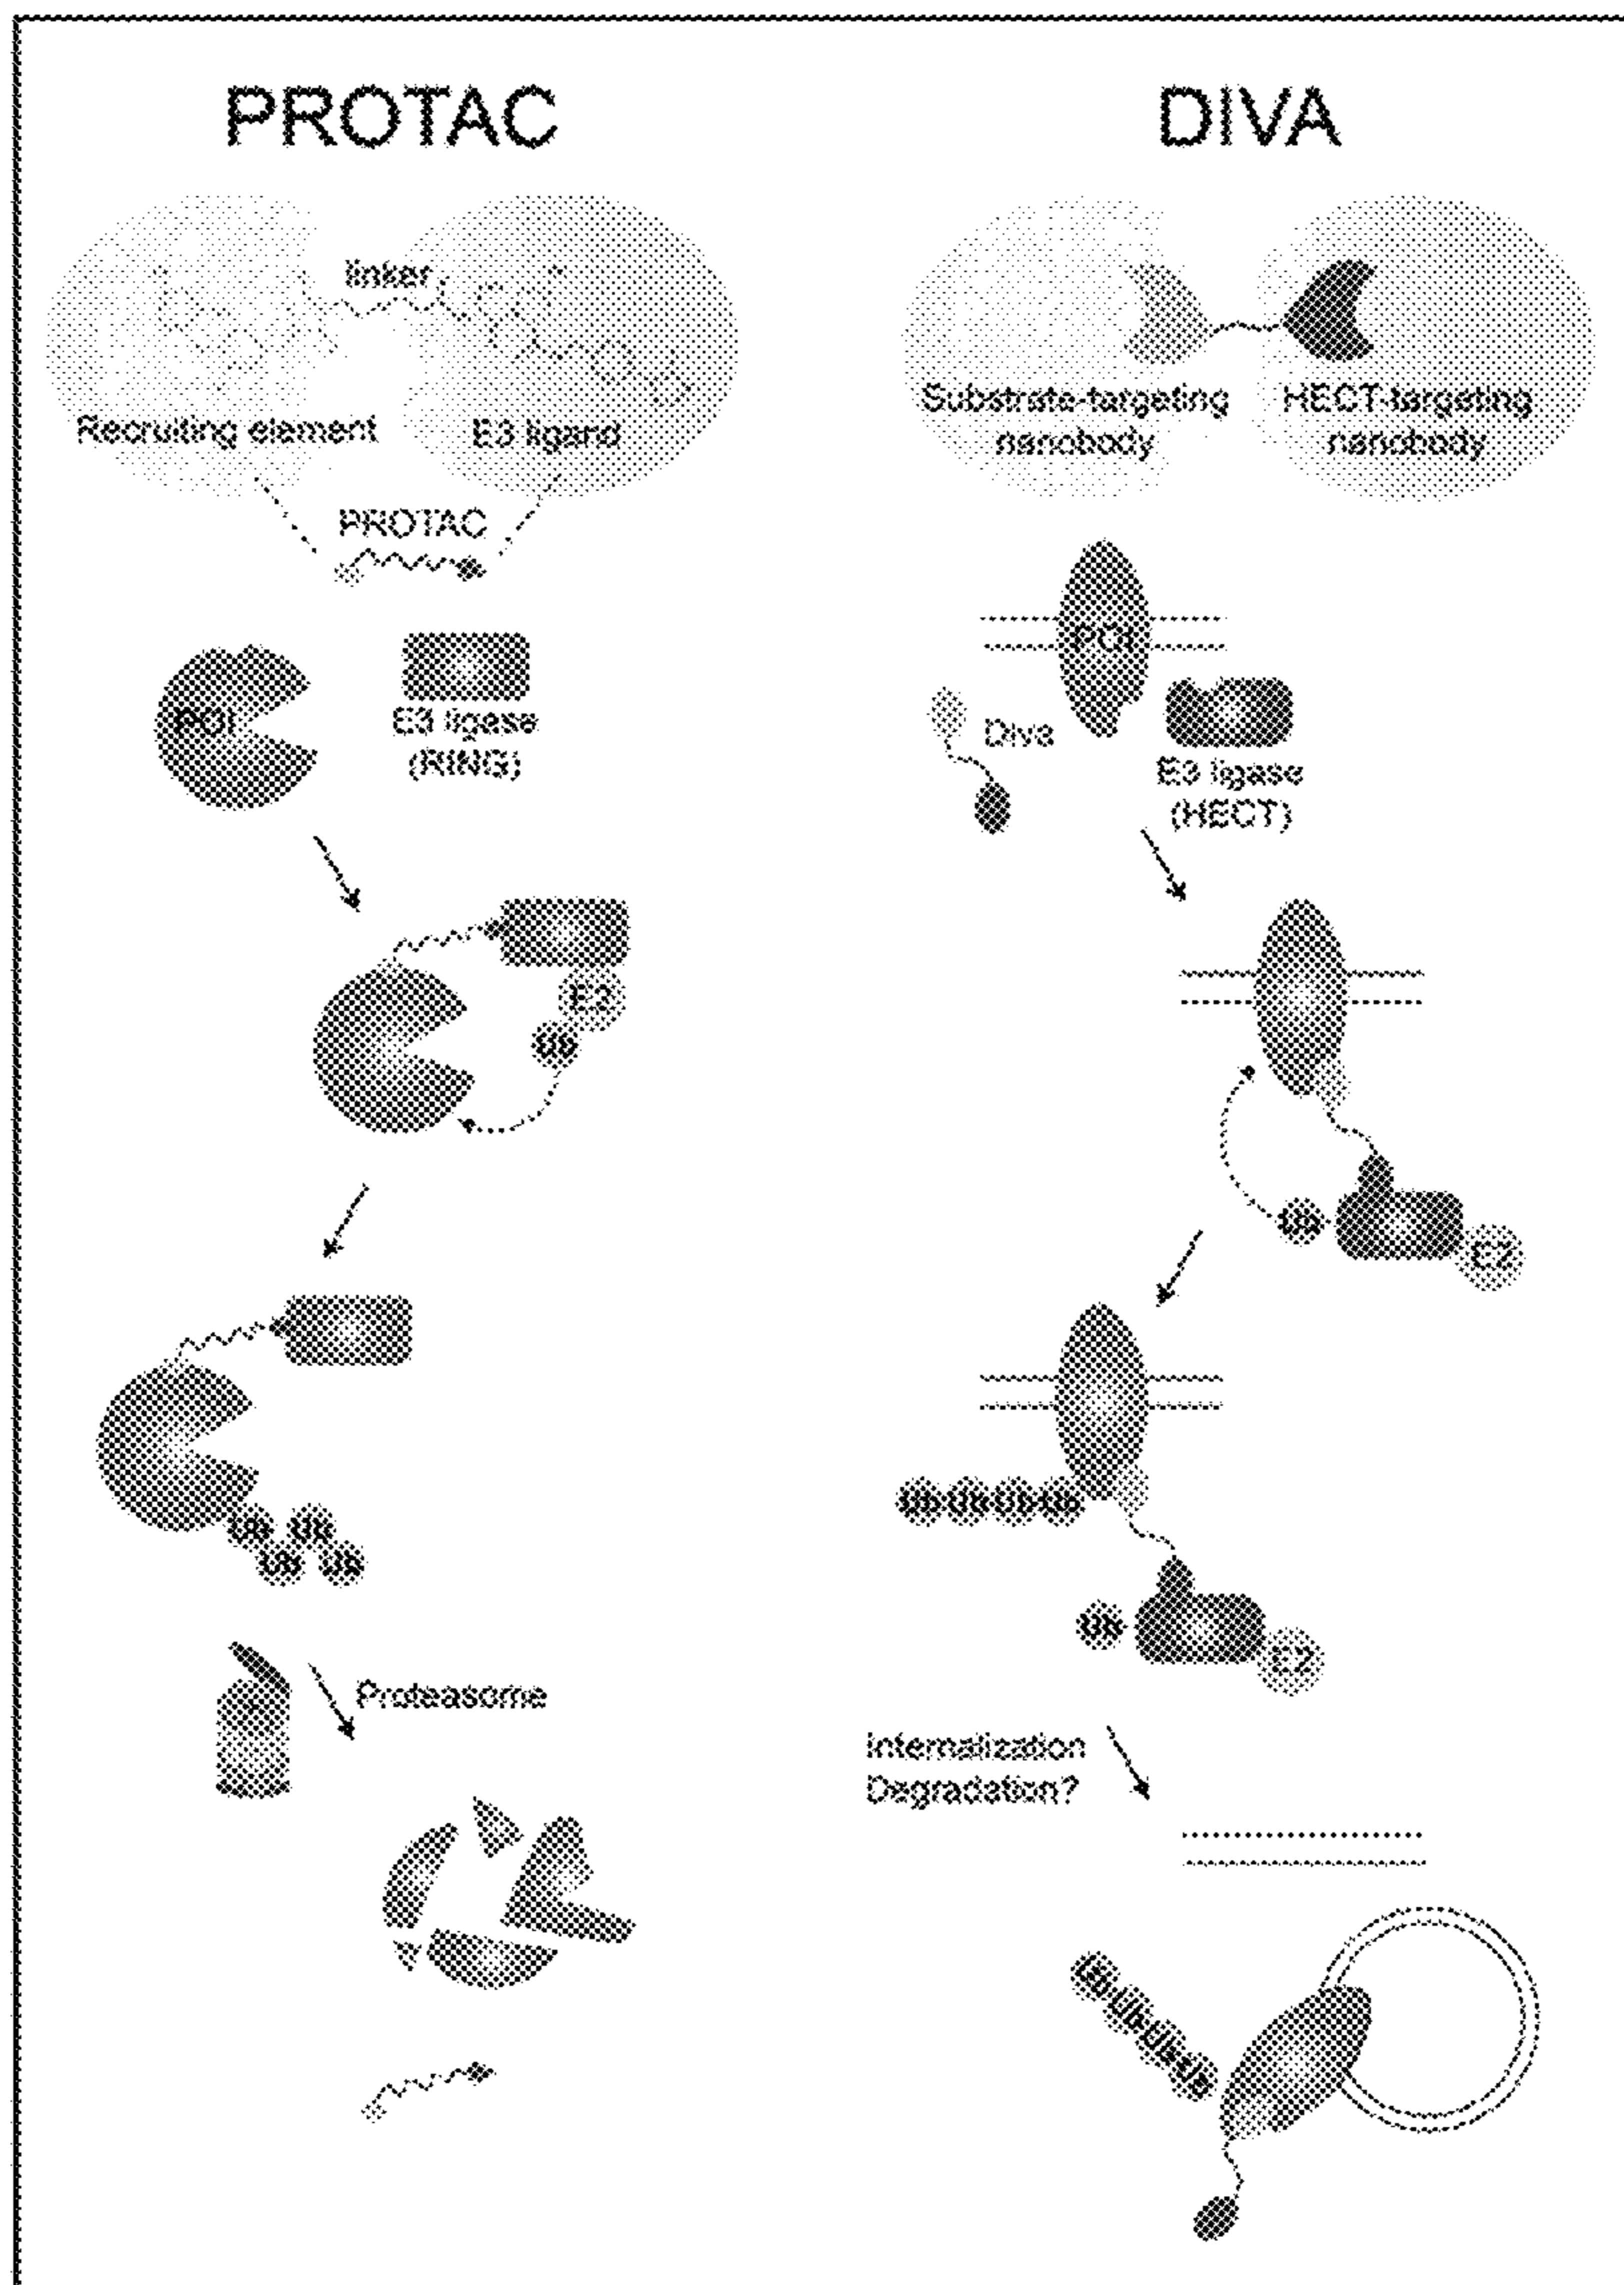 PROTAC
linker
Recruiting element
E3 ligand
PROTAC
POI
E3 ligase
(RING)
E2
Ub
Ub Ub
Ub Ub
Proteasome
DIVA
Substrate-targeting
nanobody
HECT-targeting
nanobody
POI
Diva
E3 ligase
(HECT)
Ub
E2
Ub Ub Ub Ub
Ub
E2
Internalization
Degradation?
Ub Ub Ub Ub